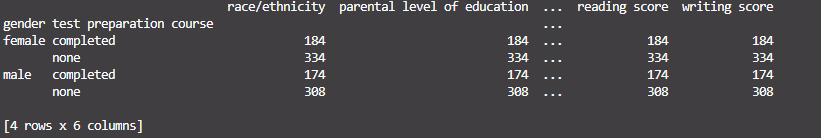 race/ethnicity parental level of education ... reading score writing score
gender test preparation course ...
female completed 184 184 ... 184 184
none 334 334 ... 334 334
male completed 174 174 ... 174 174
none 308 308 ... 308 308
[4 rows x 6 columns]